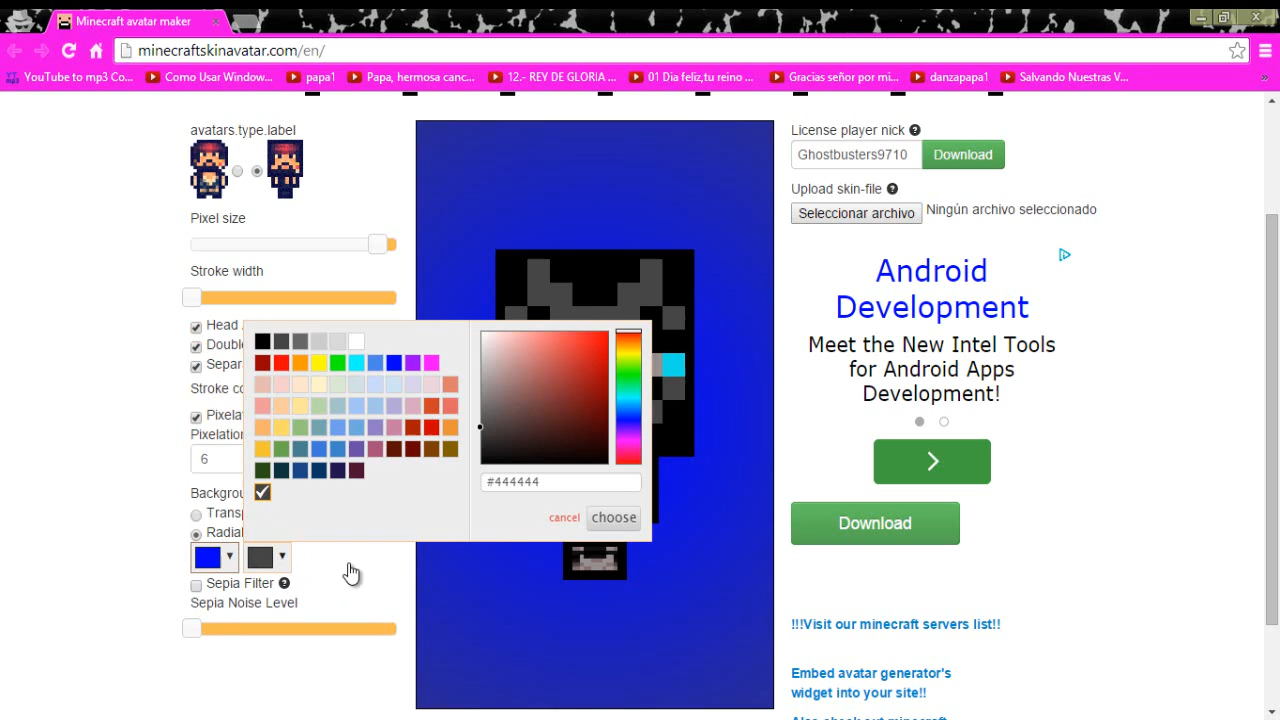 Minecraft avatar maker
minecraftskinavatar.com/en/
YouTube to mp3 Co...
Como Usar Window...
papa1
Papa, hermosa canc...
12.- REY DE GLORIA ...
01 Dia feliz,tu reino ...
Gracias señor por mi...
danzapapa1
Salvando Nuestras V...
»
avatars.type.label
Pixel size
Stroke width
Head
Double
Separ
Stroke co
Pixela
Pixelation
6
Backgrou
Transp
Radial
Sepia Filter
Sepia Noise Level
#444444
cancel
choose
License player nick
Ghostbusters9710
Download
Upload skin-file
Seleccionar archivo
Ningún archivo seleccionado
Android
Development
Meet the New Intel Tools
for Android Apps
Development!
Download
!!!Visit our minecraft servers list!!
Embed avatar generator's
widget into your site!!
Also check out minecraft